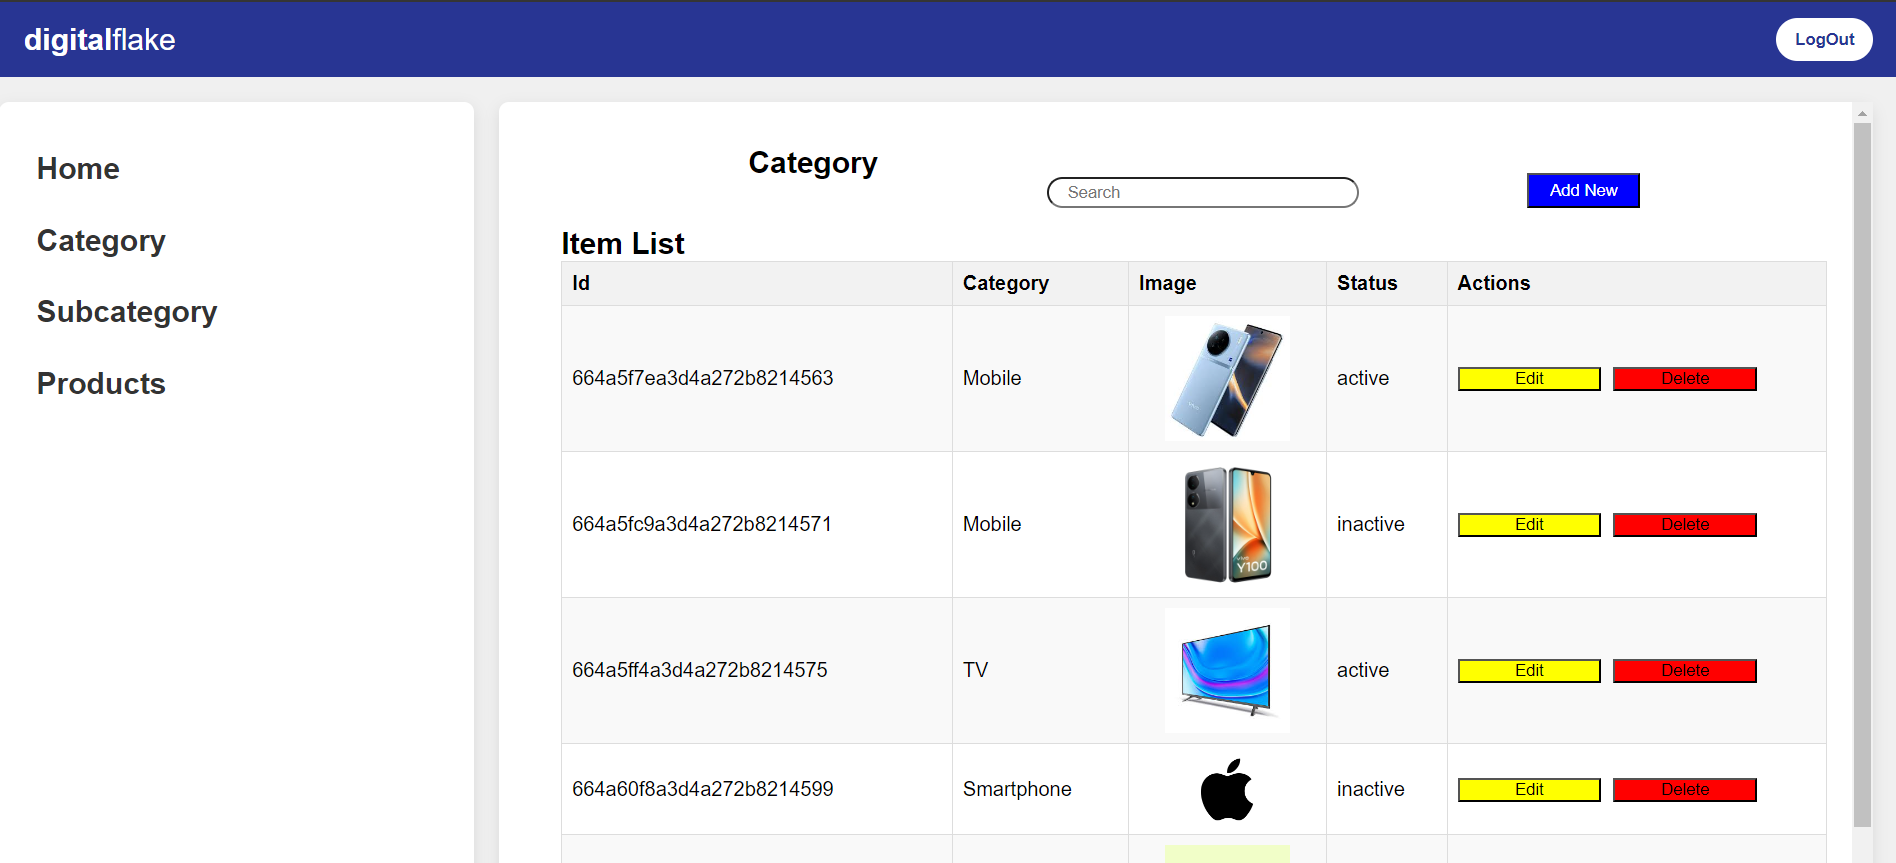 digitalflake
LogOut
Home
Category
Subcategory
Products
Category
Search
Add New
Item List
Id Category Image Status Actions
664a5f7ea3d4a272b8214563 Mobile active Edit Delete
664a5fc9a3d4a272b8214571 Mobile inactive Edit Delete
vivo
Y100
664a5ff4a3d4a272b8214575 TV active Edit Delete
664a60f8a3d4a272b8214599 Smartphone inactive Edit Delete